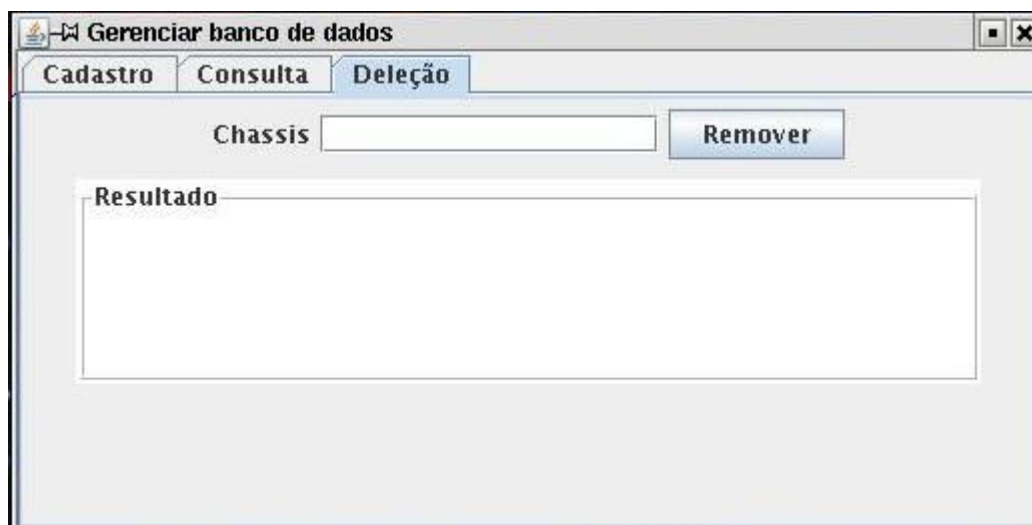 Gerenciar banco de dados
Cadastro Consulta Deleção
Chassis Remover
Resultado